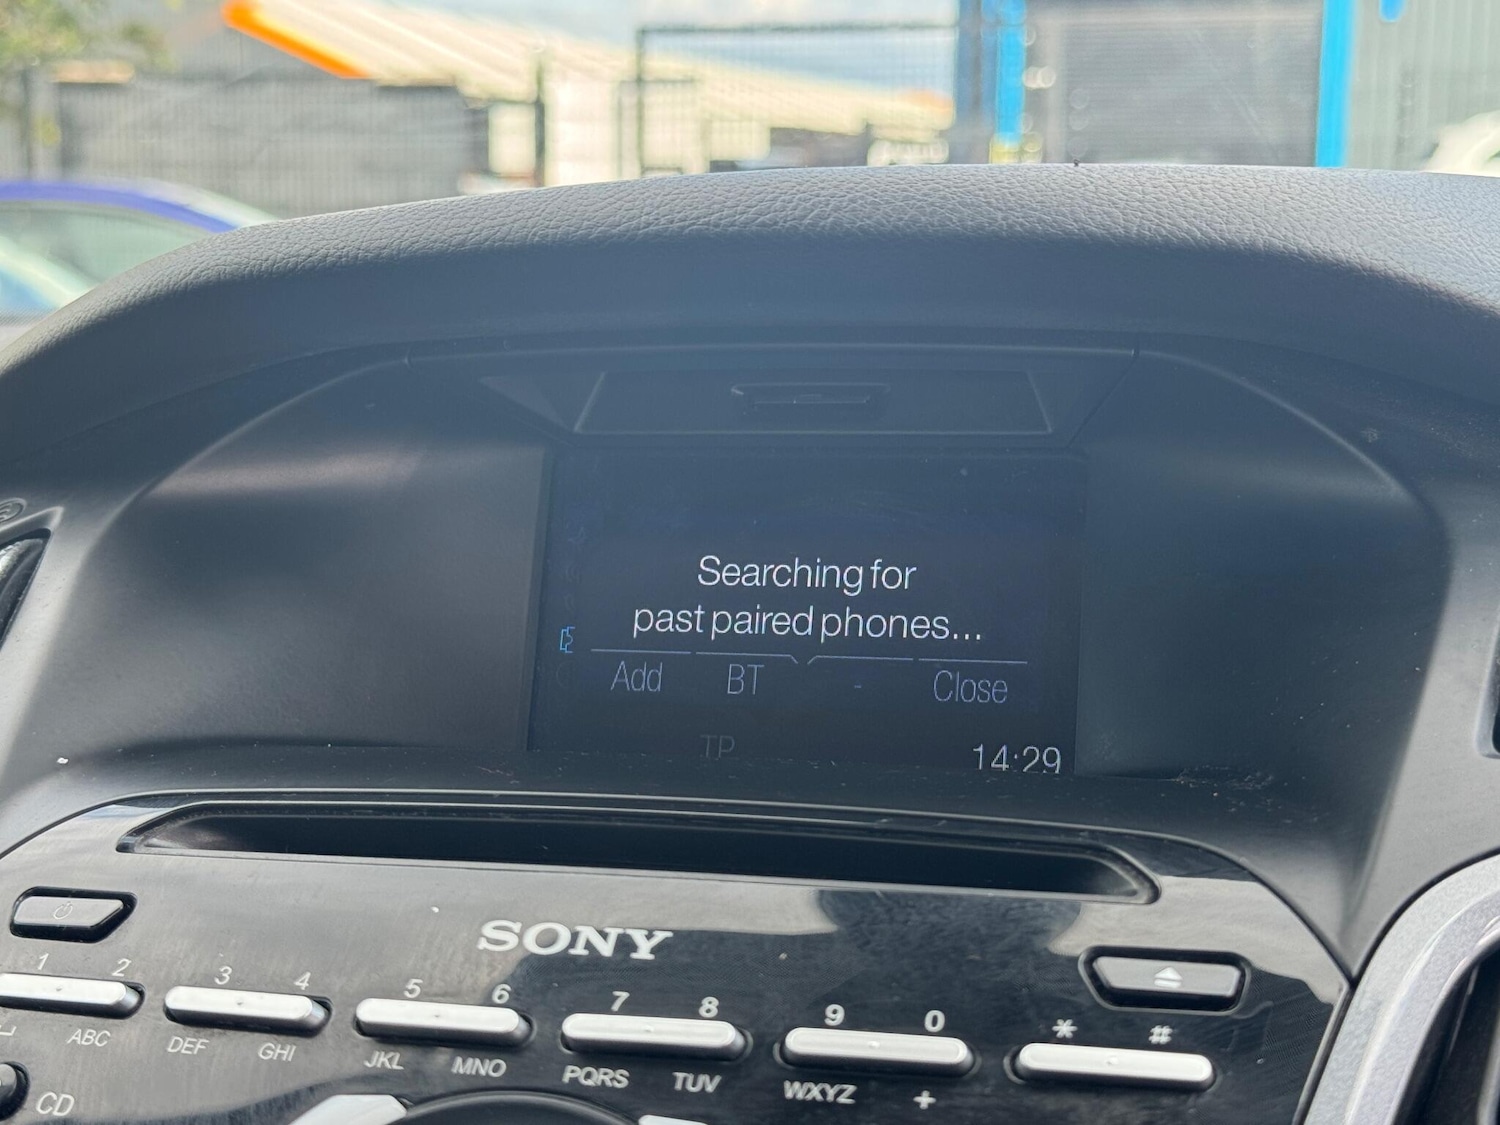 Searching for
past paired phones...
Add BT - Close
TP 14:29
SONY
1 2 3 4 5 6 7 8 9 0 * #
ABC DEF GHI JKL MNO PQRS TUV WXYZ +
CD